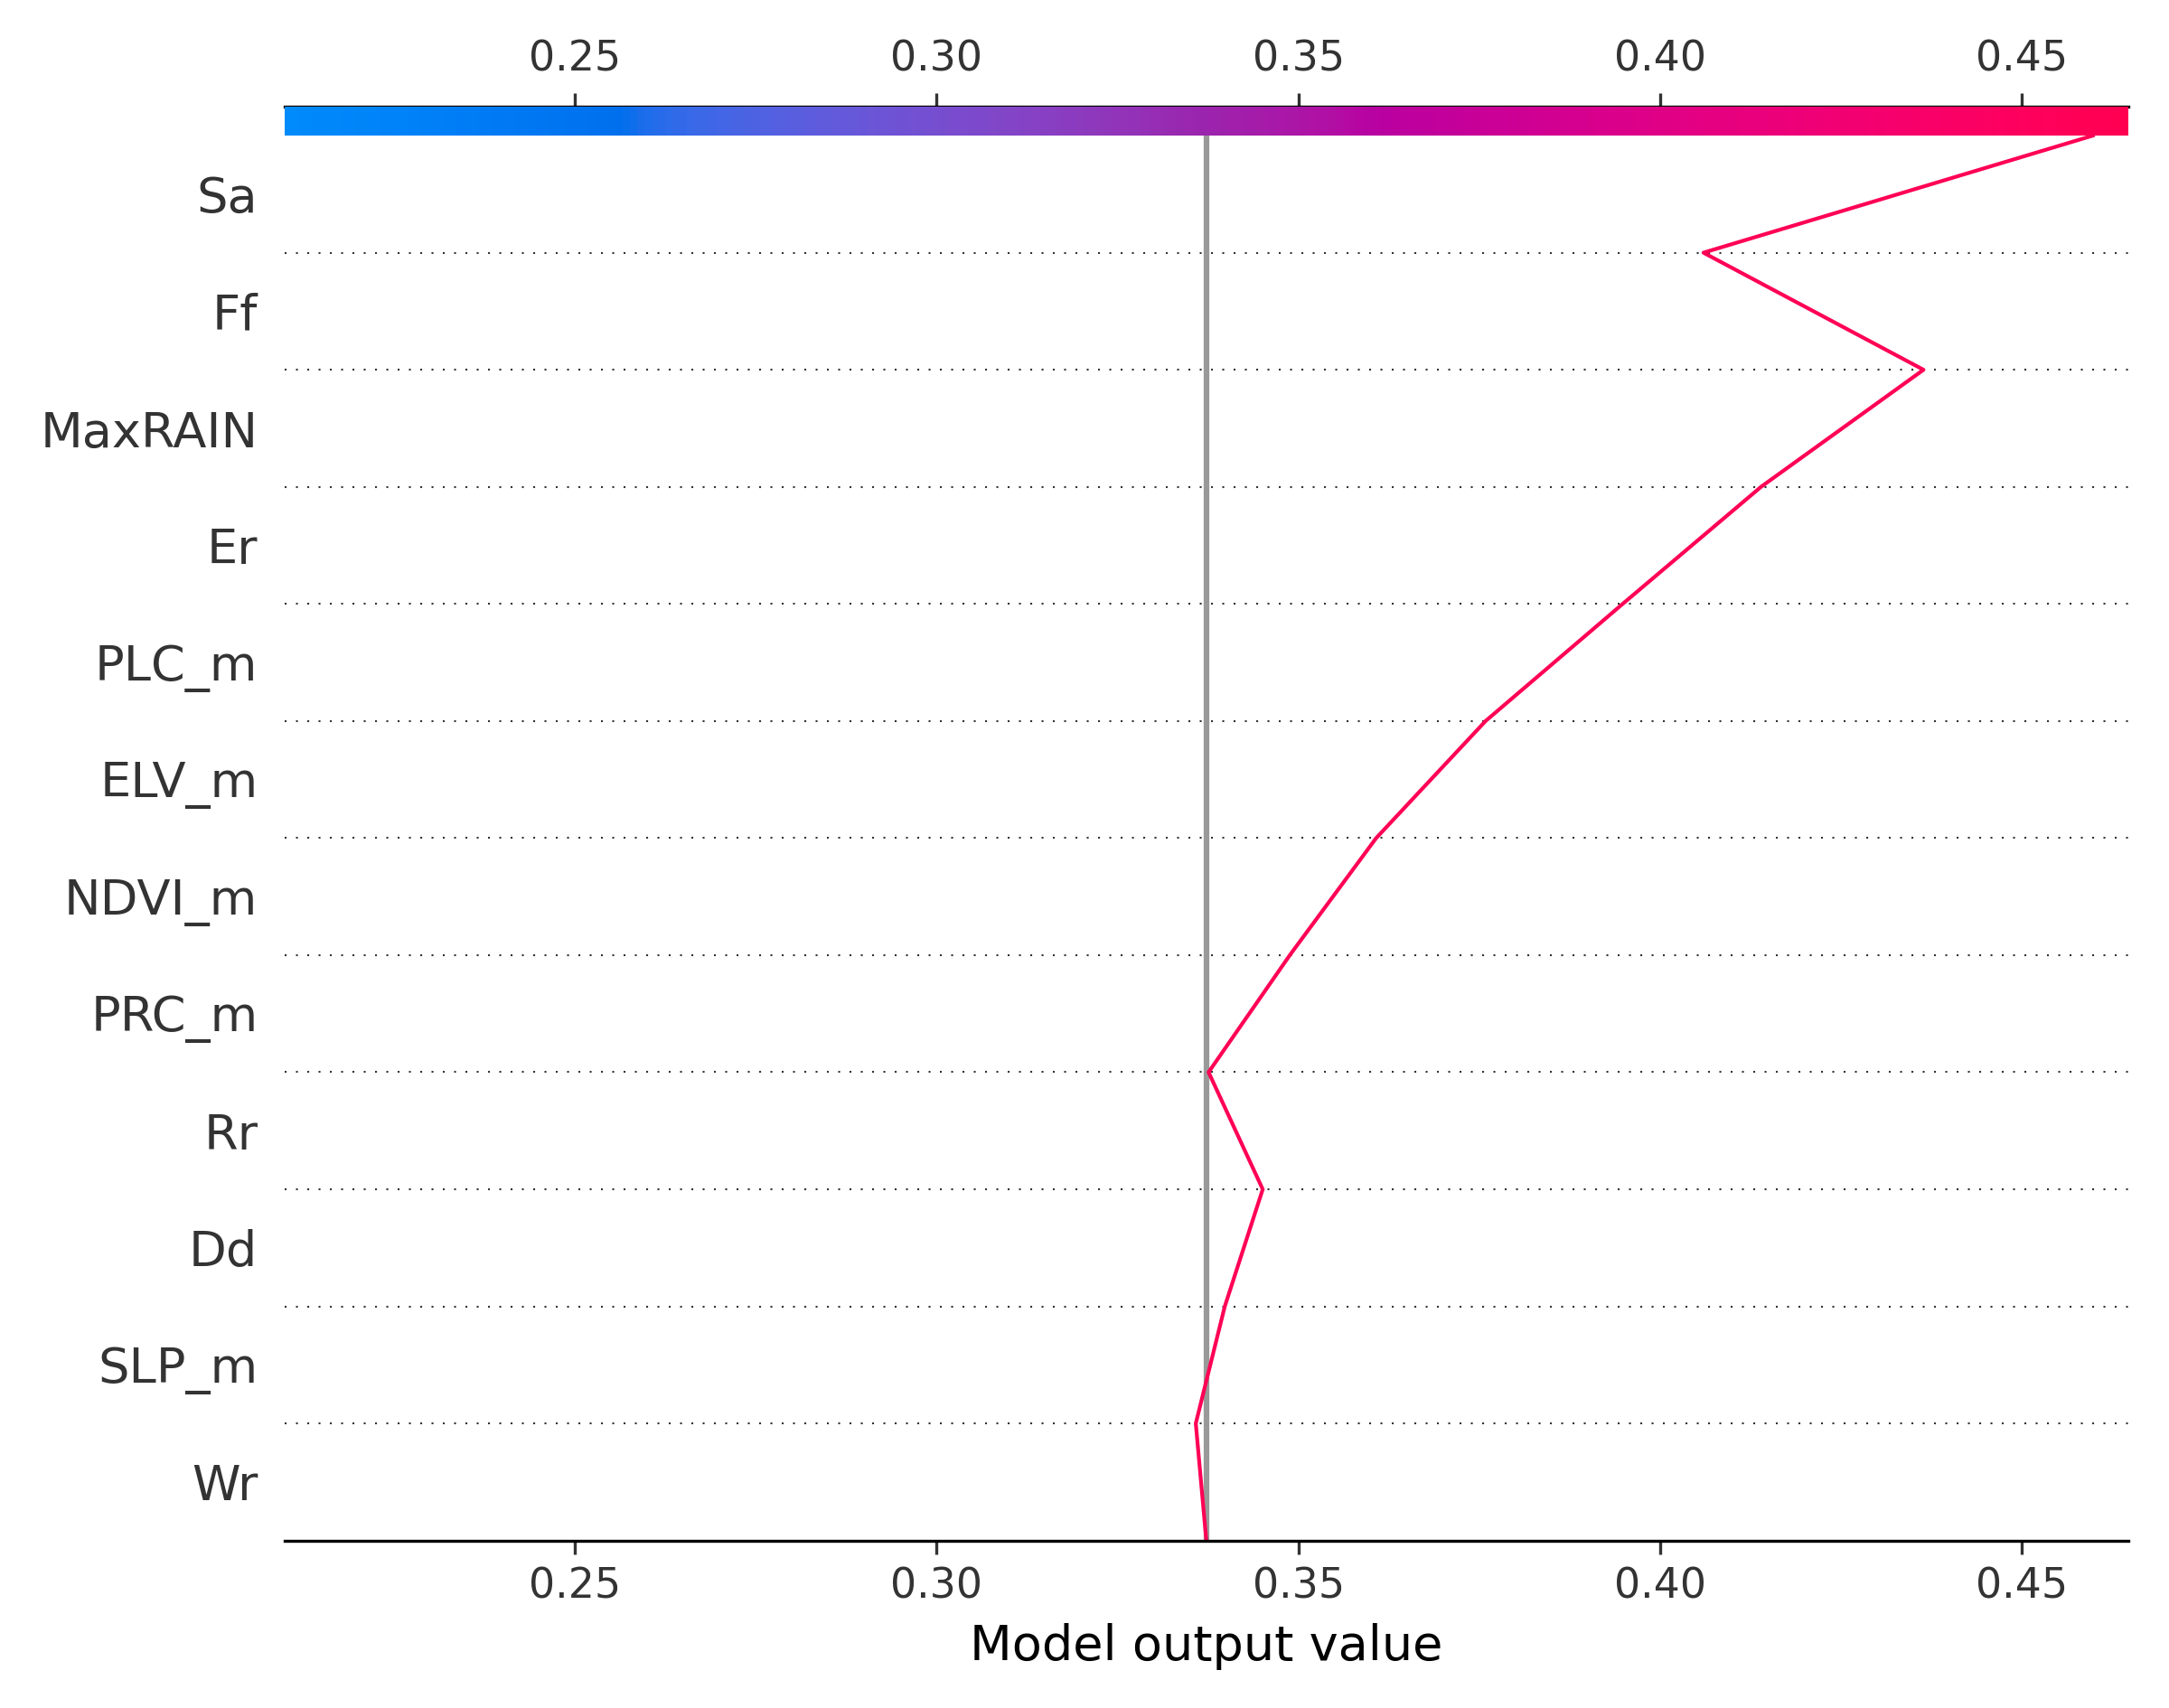 0.25 0.30 0.35 0.40 0.45
Sa
Ff
MaxRAIN
Er
PLC_m
ELV_m
NDVI_m
PRC_m
Rr
Dd
SLP_m
Wr
0.25 0.30 0.35 0.40 0.45
Model output value